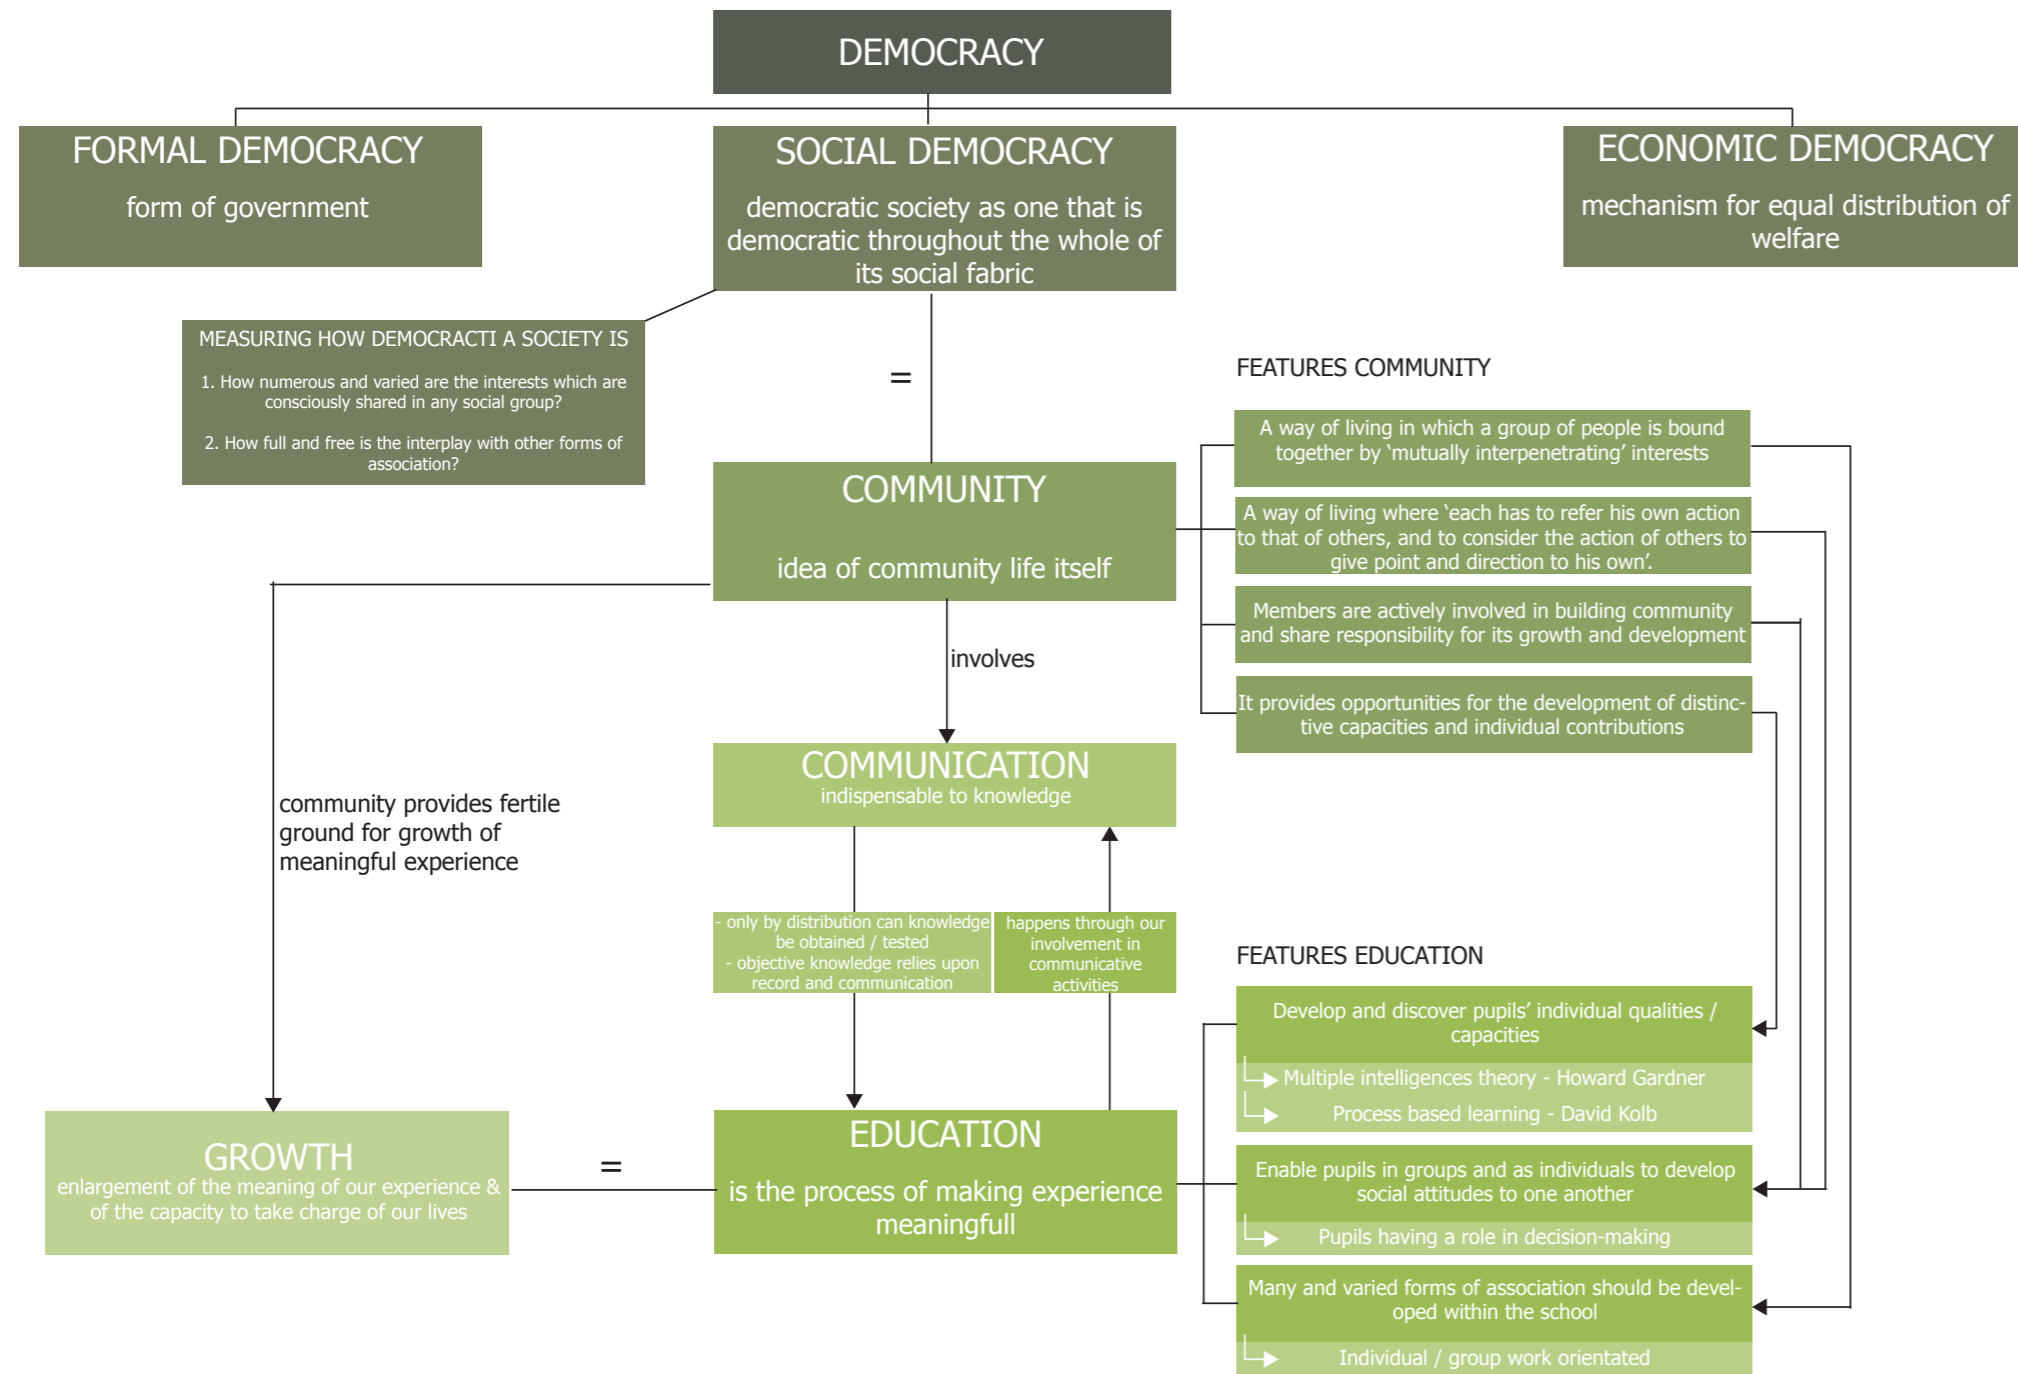 DEMOCRACY
FORMAL DEMOCRACY
form of government
SOCIAL DEMOCRACY
democratic society as one that is
democratic throughout the whole of
its social fabric
ECONOMIC DEMOCRACY
mechanism for equal distribution of
welfare
MEASURING HOW DEMOCRACTI A SOCIETY IS
1. How numerous and varied are the interests which are
consciously shared in any social group?
2. How full and free is the interplay with other forms of
association?
=
COMMUNITY
idea of community life itself
FEATURES COMMUNITY
A way of living in which a group of people is bound
together by ‘mutually interpenetrating’ interests
A way of living where ‘each has to refer his own action
to that of others, and to consider the action of others to
give point and direction to his own’.
Members are actively involved in building community
and share responsibility for its growth and development
It provides opportunities for the development of distinc-
tive capacities and individual contributions
involves
COMMUNICATION
indispensable to knowledge
community provides fertile
ground for growth of
meaningful experience
- only by distribution can knowledge
be obtained / tested
- objective knowledge relies upon
record and communication
happens through our
involvement in
communicative
activities
GROWTH
enlargement of the meaning of our experience &
of the capacity to take charge of our lives
=
EDUCATION
is the process of making experience
meaningfull
FEATURES EDUCATION
Develop and discover pupils’ individual qualities /
capacities
Multiple intelligences theory - Howard Gardner
Process based learning - David Kolb
Enable pupils in groups and as individuals to develop
social attitudes to one another
Pupils having a role in decision-making
Many and varied forms of association should be devel-
oped within the school
Individual / group work orientated